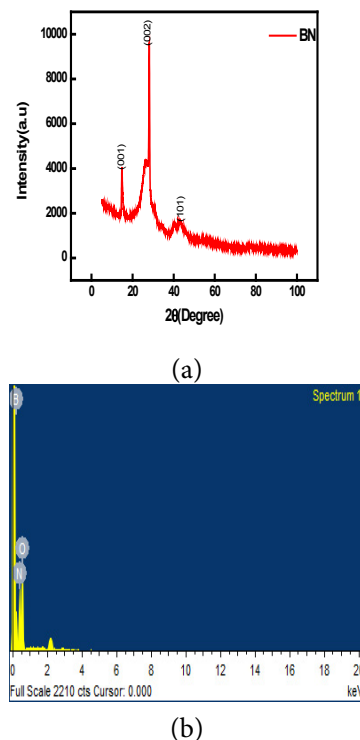 10000
8000
6000
4000
2000
0
Intensity(a.u)
(001)
(002)
(101)
BN
0 20 40 60 80 100
2θ(Degree)
(a)
Spectrum 1
B
O
N
0 2 4 6 8 10 12 14 16 18 20
Full Scale 2210 cts Cursor: 0.000 keV
(b)